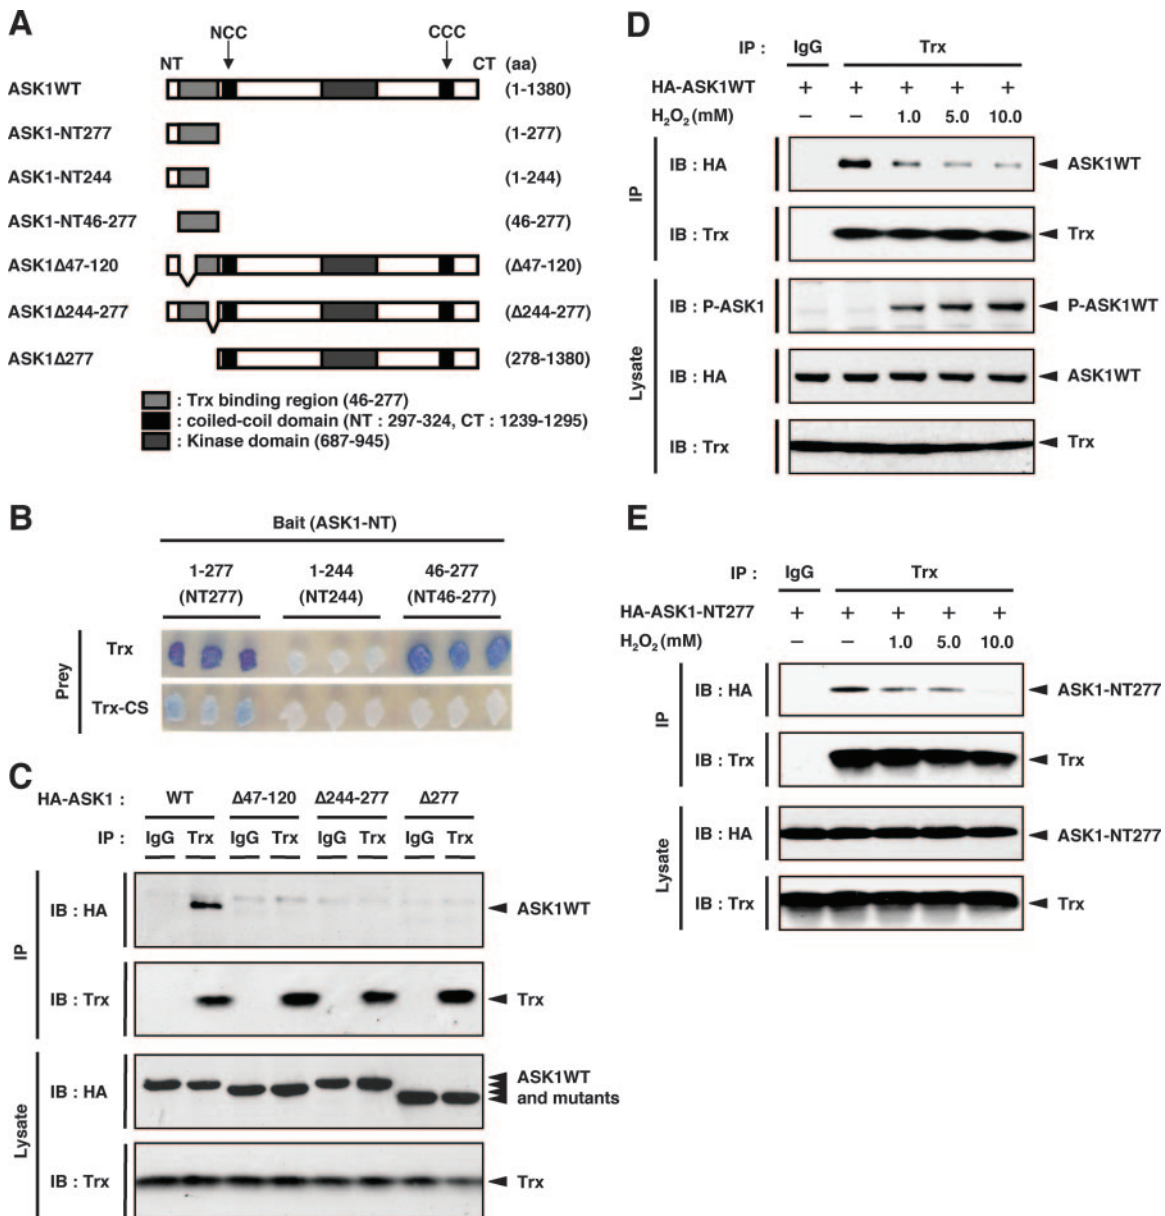 A
NCC CCC
NT CT (aa)
ASK1WT (1-1380)
ASK1-NT277 (1-277)
ASK1-NT244 (1-244)
ASK1-NT46-277 (46-277)
ASK1Δ47-120 (Δ47-120)
ASK1Δ244-277 (Δ244-277)
ASK1Δ277 (278-1380)
: Trx binding region (46-277)
: coiled-coil domain (NT : 297-324, CT : 1239-1295)
: Kinase domain (687-945)
B
Bait (ASK1-NT)
1-277 1-244 46-277
(NT277) (NT244) (NT46-277)
Prey
Trx
Trx-CS
C
HA-ASK1 : WT Δ47-120 Δ244-277 Δ277
IP : IgG Trx IgG Trx IgG Trx IgG Trx
IP
IB : HA ASK1WT
IB : Trx Trx
Lysate
IB : HA ASK1WT
and mutants
IB : Trx Trx
D
IP : IgG Trx
HA-ASK1WT + + + + +
H₂O₂(mM) – – 1.0 5.0 10.0
IP
IB : HA ASK1WT
IB : Trx Trx
Lysate
IB : P-ASK1 P-ASK1WT
IB : HA ASK1WT
IB : Trx Trx
E
IP : IgG Trx
HA-ASK1-NT277 + + + + +
H₂O₂(mM) – – 1.0 5.0 10.0
IP
IB : HA ASK1-NT277
IB : Trx Trx
Lysate
IB : HA ASK1-NT277
IB : Trx Trx